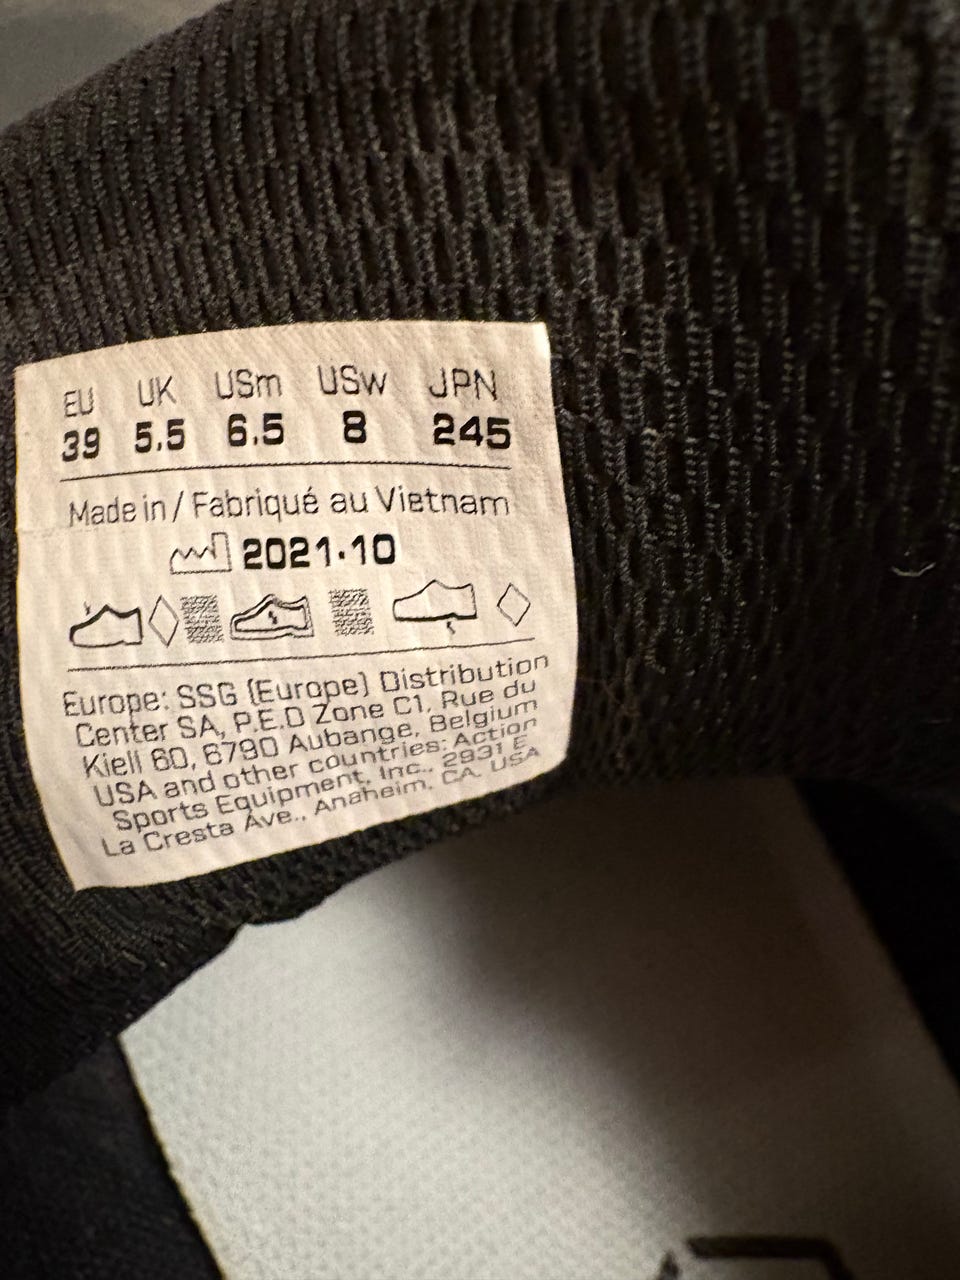 EU UK USm USw JPN
39 5.5 6.5 8 245
Made in / Fabriqué au Vietnam
2021·10
Europe: SSG (Europe) Distribution
Center SA, P.E.D Zone C1, Rue du
Kiell 60, 6790 Aubange, Belgium
USA and other countries: Action
Sports Equipment, Inc., 2931 E
La Cresta Ave., Anaheim, CA, USA